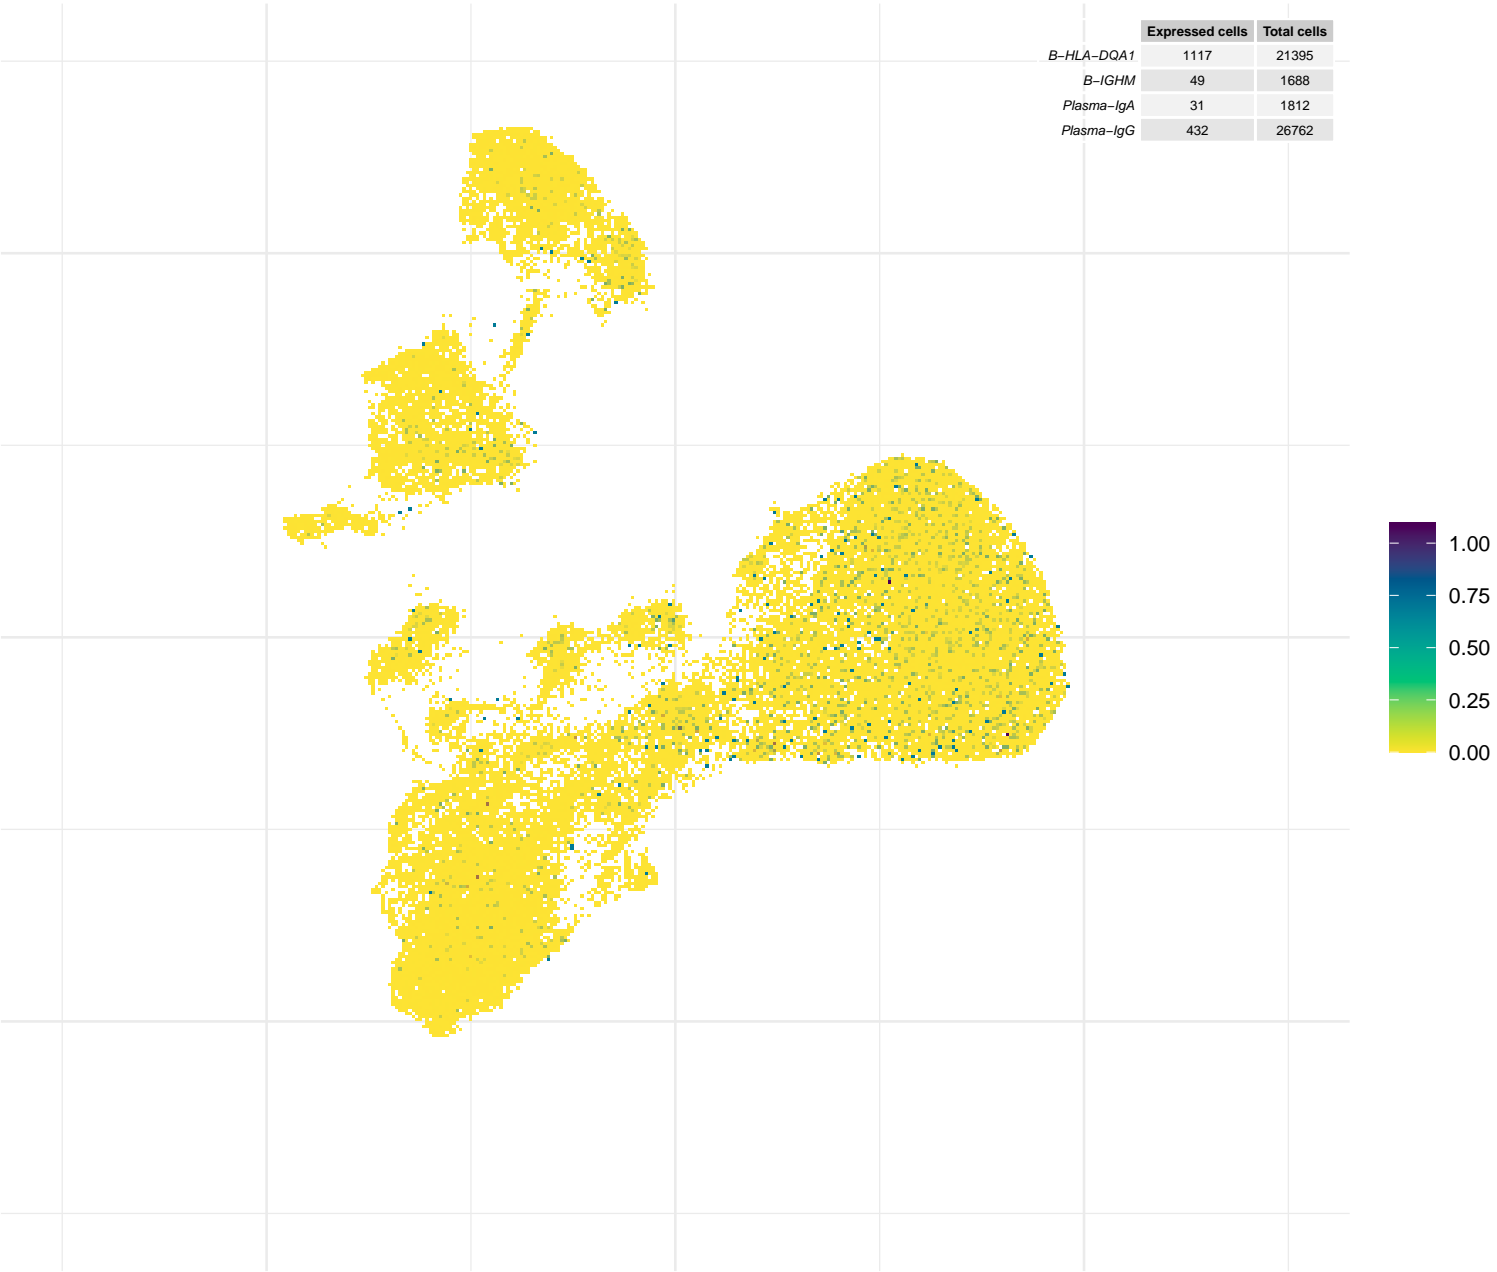 Expressed cells Total cells
B−HLA−DQA1 1117 21395
B−IGHM 49 1688
Plasma−IgA 31 1812
Plasma−IgG 432 26762
1.00
0.75
0.50
0.25
0.00